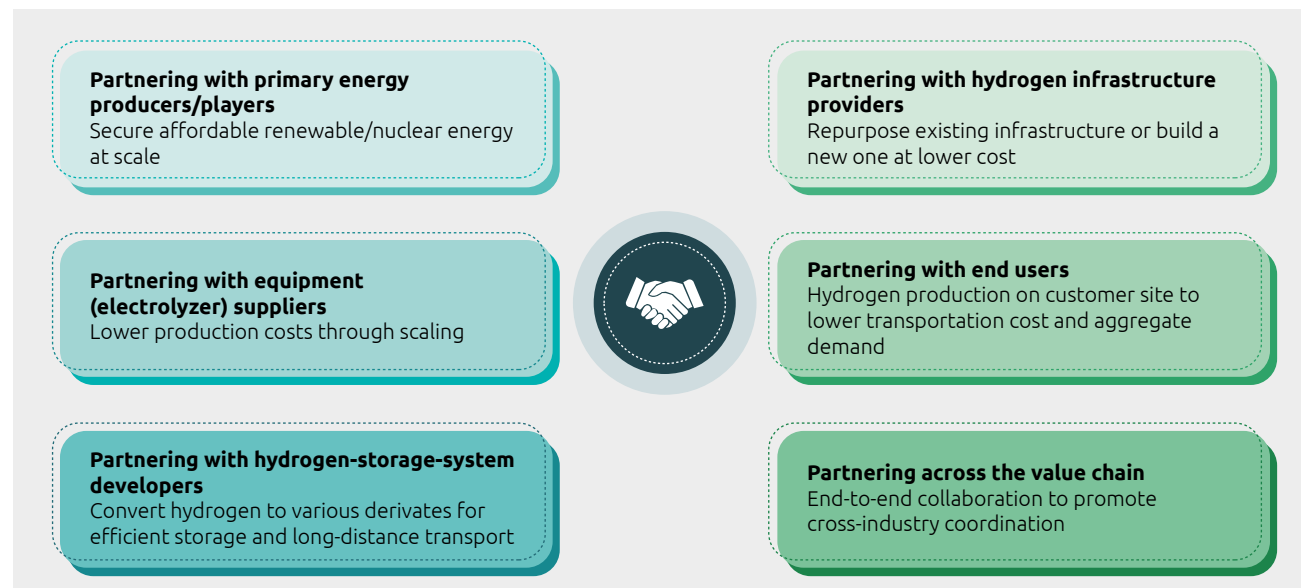 Partnering with primary energy
producers/players
Secure affordable renewable/nuclear energy
at scale
Partnering with equipment
(electrolyzer) suppliers
Lower production costs through scaling
Partnering with hydrogen-storage-system
developers
Convert hydrogen to various derivates for
efficient storage and long-distance transport
Partnering with hydrogen infrastructure
providers
Repurpose existing infrastructure or build a
new one at lower cost
Partnering with end users
Hydrogen production on customer site to
lower transportation cost and aggregate
demand
Partnering across the value chain
End-to-end collaboration to promote
cross-industry coordination